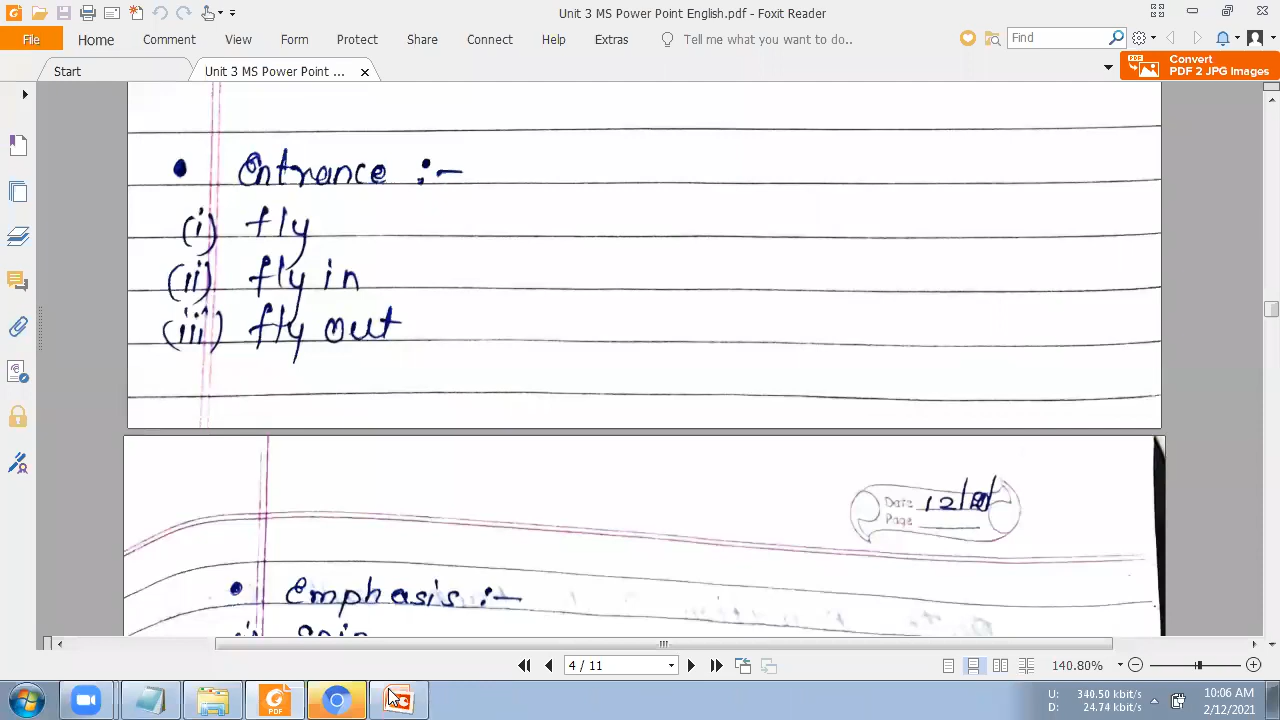 Unit 3 MS Power Point English.pdf - Foxit Reader
File Home Comment View Form Protect Share Connect Help Extras Tell me what you want to do.. Find
Start Unit 3 MS Power Point ...
Convert
PDF 2 JPG Images
• Entrance :-
(i) fly
(ii) fly in
(iii) fly out
Date 12/
Page
• Emphasis :-
4 / 11 140.80%
PDF
U: 340.50 kbit/s
D: 24.74 kbit/s
10:06 AM
2/12/2021